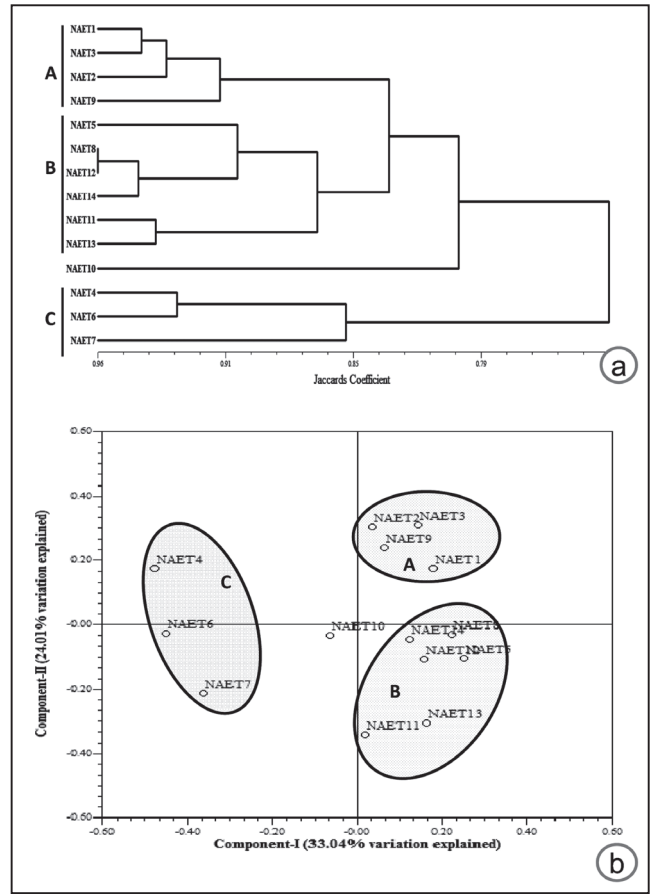 NAET1
NAET3
A
NAET2
NAET9
NAET5
NAET8
B
NAET12
NAET14
NAET11
NAET13
NAET10
NAET4
C
NAET6
NAET7
0.96 0.91 0.85 0.79
Jaccards Coefficient
a
0.60
0.40
NAET2 NAET3
NAET9
A
0.20
NAET4 NAET1
C
-0.00
NAET6 NAET10
Component-II (24.01% variation explained)
-0.20
NAET7
B
NAET13
NAET11
-0.40
-0.60
-0.60 -0.40 -0.20 -0.00 0.20 0.40 0.60
Component-I (33.04% variation explained)
b